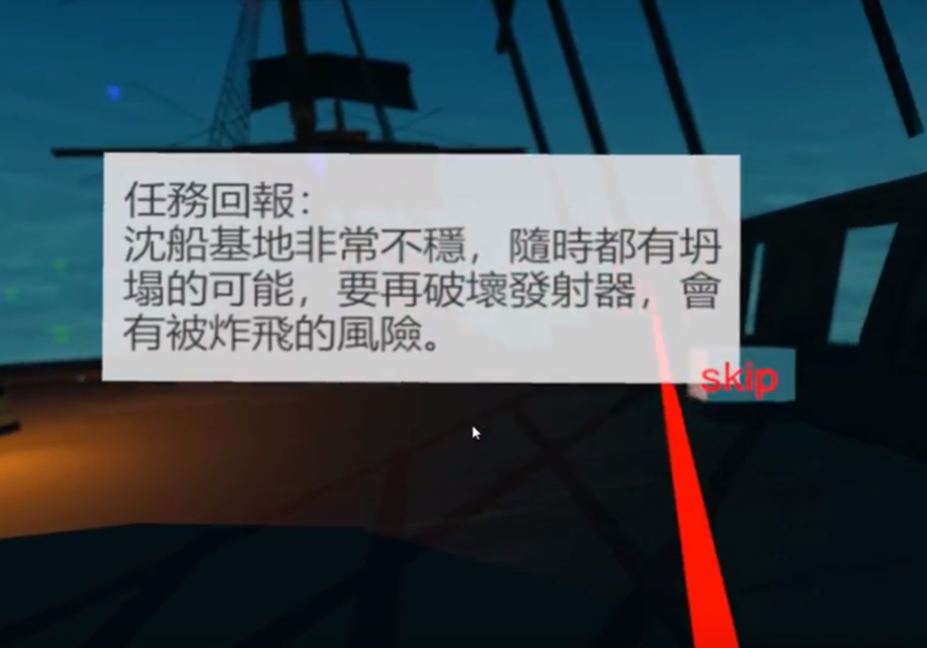 任務回報：
沈船基地非常不穩，隨時都有坍
塌的可能，要再破壞發射器，會
有被炸飛的風險。
skip